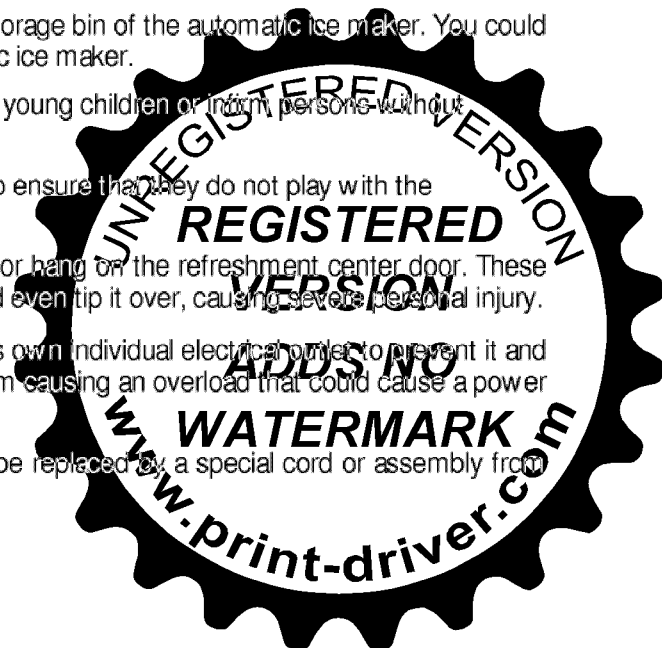 orage bin of the automatic ice maker. You could
c ice maker.
young children or infirm persons without
o ensure that they do not play with the
or hang on the refreshment center door. These
d even tip it over, causing severe personal injury.
s own individual electrical outlet to prevent it and
m causing an overload that could cause a power
be replaced by a special cord or assembly from
UNREGISTERED VERSION
REGISTERED
VERSION
ADDS NO
WATERMARK
www.print-driver.com